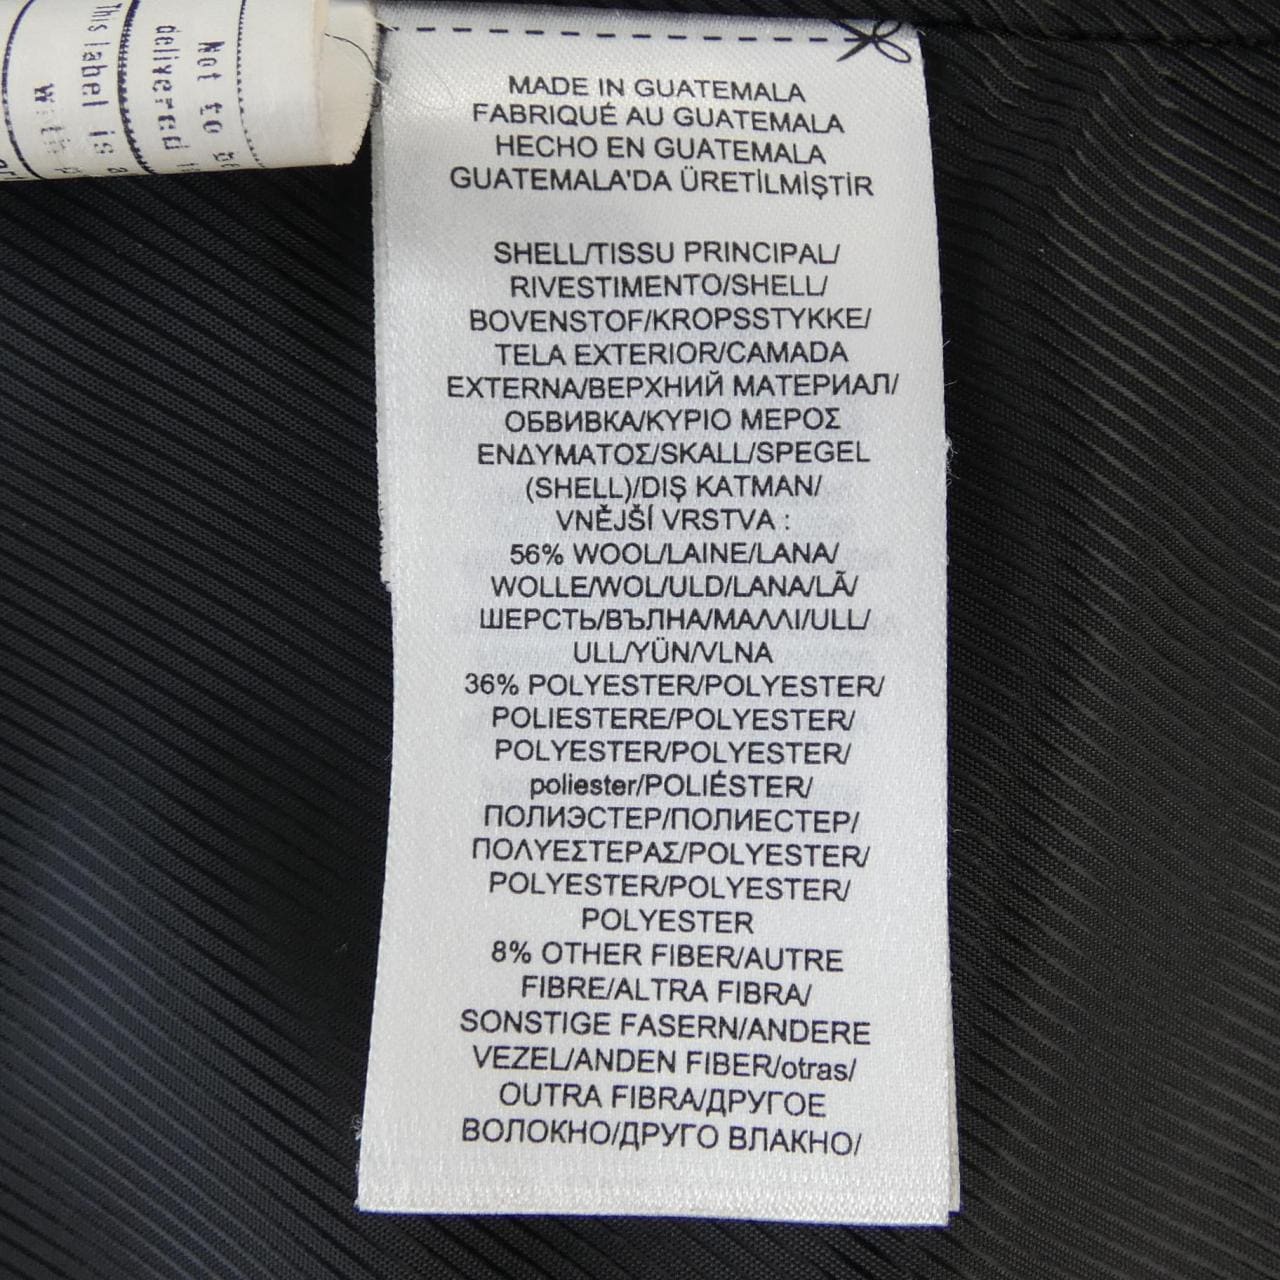 Not to be
delivered
This label is
MADE IN GUATEMALA
FABRIQUÉ AU GUATEMALA
HECHO EN GUATEMALA
GUATEMALA'DA ÜRETİLMİŞTİR
SHELL/TISSU PRINCIPAL/
RIVESTIMENTO/SHELL/
BOVENSTOF/KROPSSTYKKE/
TELA EXTERIOR/CAMADA
EXTERNA/ВЕРХНИЙ МАТЕРИАЛ/
ОБВИВКА/ΚΥΡΙΟ ΜΕΡΟΣ
ΕΝΔΥΜΑΤΟΣ/SKALL/SPEGEL
(SHELL)/DIŞ KATMAN/
VNĚJŠÍ VRSTVA :
56% WOOL/LAINE/LANA/
WOLLE/WOL/ULD/LANA/LÃ/
ШЕРСТЬ/ВЪЛНА/ΜΑΛΛΙ/ULL/
ULL/YÜN/VLNA
36% POLYESTER/POLYESTER/
POLIESTERE/POLYESTER/
POLYESTER/POLYESTER/
poliester/POLIÉSTER/
ПОЛИЭСТЕР/ПОЛИЕСТЕР/
ΠΟΛΥΕΣΤΕΡΑΣ/POLYESTER/
POLYESTER/POLYESTER/
POLYESTER
8% OTHER FIBER/AUTRE
FIBRE/ALTRA FIBRA/
SONSTIGE FASERN/ANDERE
VEZEL/ANDEN FIBER/otras/
OUTRA FIBRA/ДРУГОЕ
ВОЛОКНО/ДРУГО ВЛАКНО/